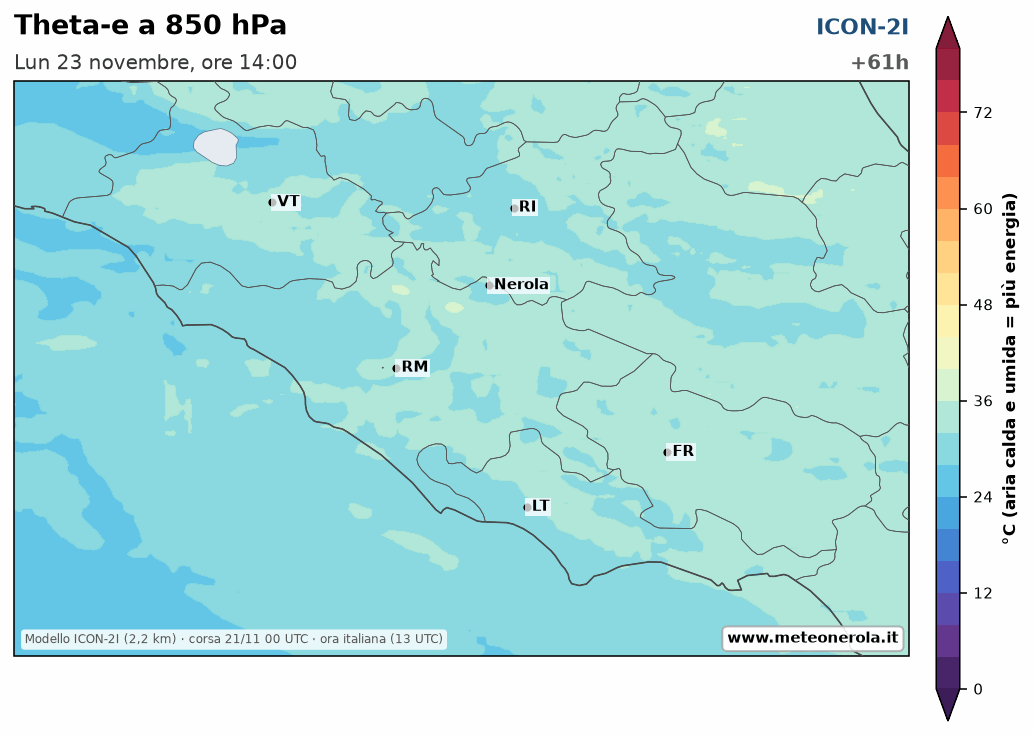 Theta-e a 850 hPa
ICON-2I
Lun 23 novembre, ore 14:00
+61h
VT
RI
Nerola
RM
FR
LT
Modello ICON-2I (2,2 km) · corsa 21/11 00 UTC · ora italiana (13 UTC)
www.meteonerola.it
72
60
48
36
24
12
0
°C (aria calda e umida = più energia)